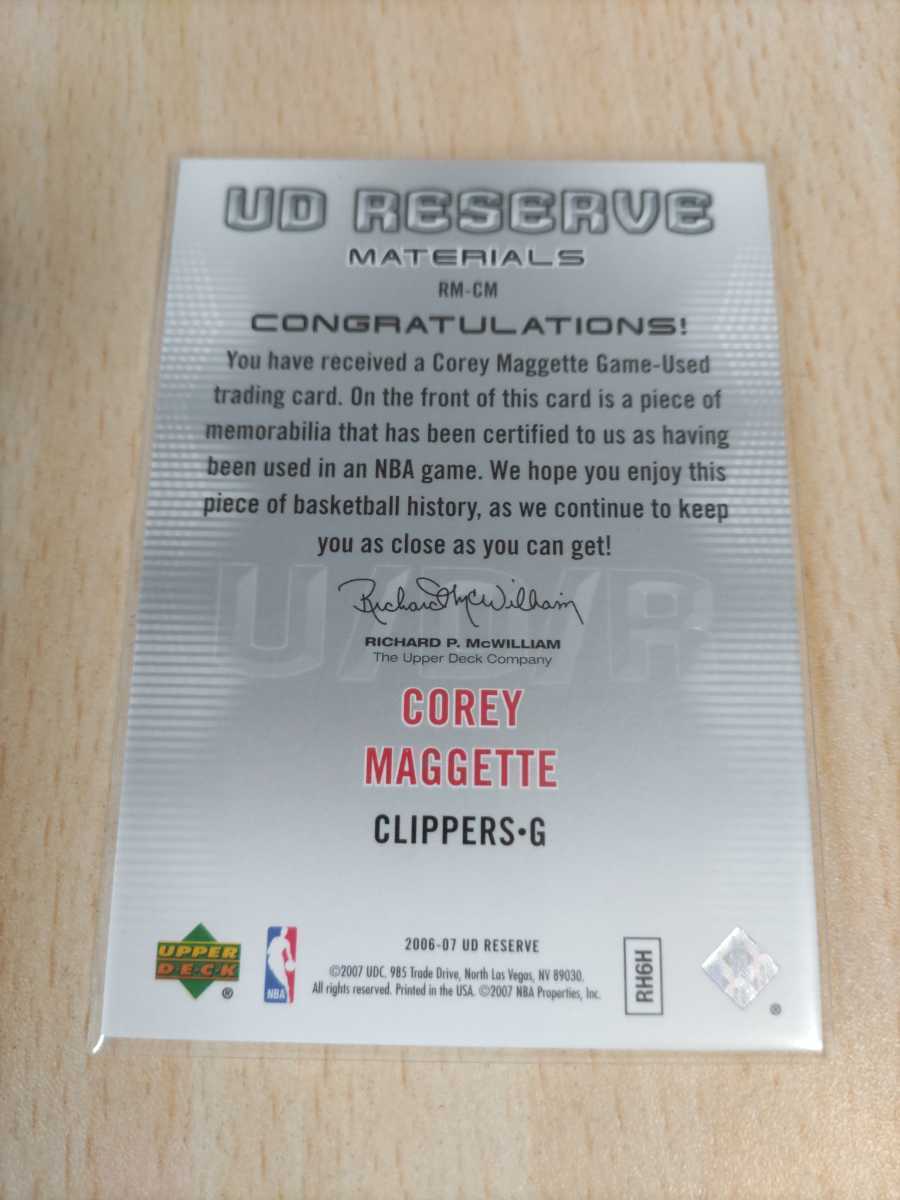 UD RESERVE
MATERIALS
RM-CM
CONGRATULATIONS!
You have received a Corey Maggette Game-Used
trading card. On the front of this card is a piece of
memorabilia that has been certified to us as having
been used in an NBA game. We hope you enjoy this
piece of basketball history, as we continue to keep
you as close as you can get!
U/D/R
Richard McWilliam
RICHARD P. McWILLIAM
The Upper Deck Company
COREY
MAGGETTE
CLIPPERS•G
UPPER
DECK
®
NBA
2006-07 UD RESERVE
©2007 UDC, 985 Trade Drive, North Las Vegas, NV 89030.
All rights reserved. Printed in the USA. ©2007 NBA Properties, Inc.
RH6H
®